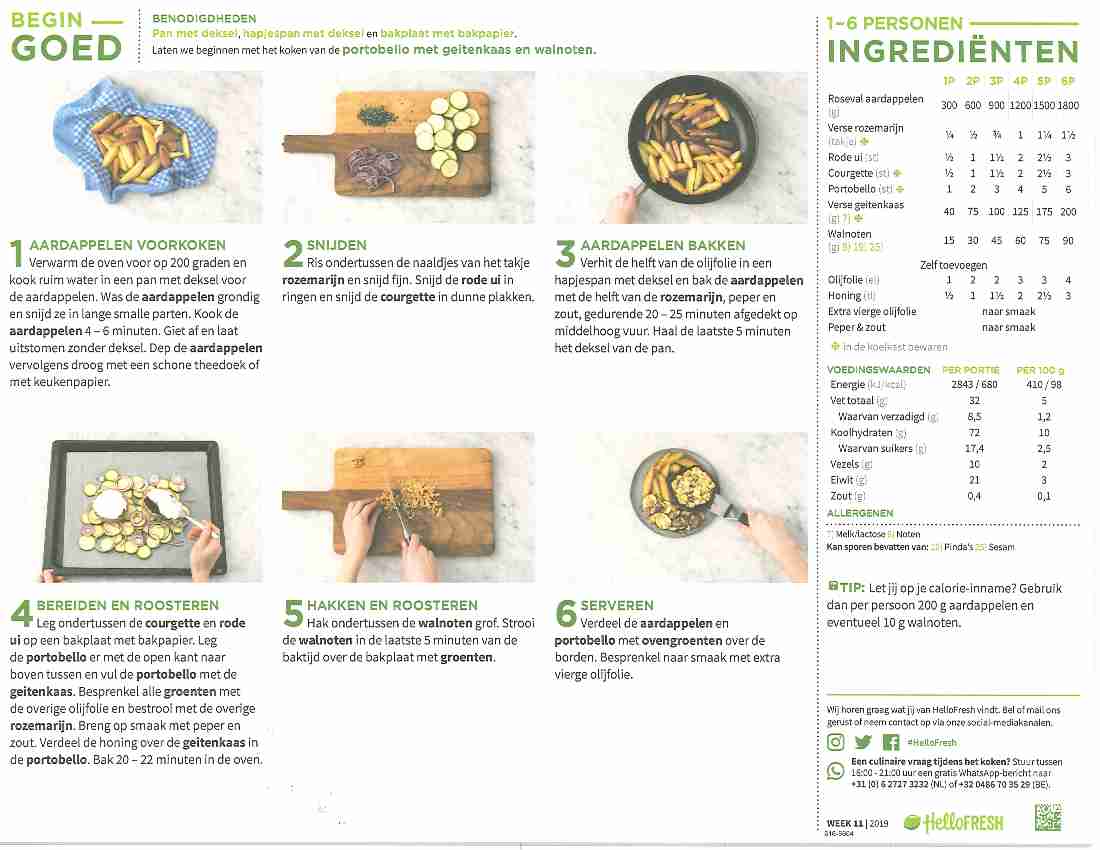 BEGIN
GOED
BENODIGDHEDEN
Pan met deksel, hapjespan met deksel en bakplaat met bakpapier.
Laten we beginnen met het koken van de portobello met geitenkaas en walnoten.
1 AARDAPPELEN VOORKOKEN
Verwarm de oven voor op 200 graden en
kook ruim water in een pan met deksel voor
de aardappelen. Was de aardappelen grondig
en snijd ze in lange smalle parten. Kook de
aardappelen 4 – 6 minuten. Giet af en laat
uitstomen zonder deksel. Dep de aardappelen
vervolgens droog met een schone theedoek of
met keukenpapier.
2 SNIJDEN
Ris ondertussen de naaldjes van het takje
rozemarijn en snijd fijn. Snijd de rode ui in
ringen en snijd de courgette in dunne plakken.
3 AARDAPPELEN BAKKEN
Verhit de helft van de olijfolie in een
hapjespan met deksel en bak de aardappelen
met de helft van de rozemarijn, peper en
zout, gedurende 20 – 25 minuten afgedekt op
middelhoog vuur. Haal de laatste 5 minuten
het deksel van de pan.
4 BEREIDEN EN ROOSTEREN
Leg ondertussen de courgette en rode
ui op een bakplaat met bakpapier. Leg
de portobello er met de open kant naar
boven tussen en vul de portobello met de
geitenkaas. Besprenkel alle groenten met
de overige olijfolie en bestrooi met de overige
rozemarijn. Breng op smaak met peper en
zout. Verdeel de honing over de geitenkaas in
de portobello. Bak 20 – 22 minuten in de oven.
5 HAKKEN EN ROOSTEREN
Hak ondertussen de walnoten grof. Strooi
de walnoten in de laatste 5 minuten van de
baktijd over de bakplaat met groenten.
6 SERVEREN
Verdeel de aardappelen en
portobello met ovengroenten over de
borden. Besprenkel naar smaak met extra
vierge olijfolie.
1–6 PERSONEN
INGREDIËNTEN
1P 2P 3P 4P 5P 6P
Roseval aardappelen
(g) 300 600 900 1200 1500 1800
Verse rozemarijn
(takje) ¼ ½ ¾ 1 1¼ 1½
Rode ui (st) ½ 1 1½ 2 2½ 3
Courgette (st) ½ 1 1½ 2 2½ 3
Portobello (st) 1 2 3 4 5 6
Verse geitenkaas
(g) 7) 40 75 100 125 175 200
Walnoten
(g) 8) 19) 25) 15 30 45 60 75 90
Zelf toevoegen
Olijfolie (el) 1 2 2 3 3 4
Honing (tl) ½ 1 1½ 2 2½ 3
Extra vierge olijfolie naar smaak
Peper & zout naar smaak
in de koelkast bewaren
VOEDINGSWAARDEN PER PORTIE PER 100 g
Energie (kJ/kcal) 2843 / 680 410 / 98
Vet totaal (g) 32 5
Waarvan verzadigd (g) 8,5 1,2
Koolhydraten (g) 72 10
Waarvan suikers (g) 17,4 2,5
Vezels (g) 10 2
Eiwit (g) 21 3
Zout (g) 0,4 0,1
ALLERGENEN
7) Melk/lactose 8) Noten
Kan sporen bevatten van: 19) Pinda's 25) Sesam
TIP: Let jij op je calorie-inname? Gebruik
dan per persoon 200 g aardappelen en
eventueel 10 g walnoten.
Wij horen graag wat jij van HelloFresh vindt. Bel of mail ons
gerust of neem contact op via onze social-mediakanalen.
#HelloFresh
Een culinaire vraag tijdens het koken? Stuur tussen
16:00 - 21:00 uur een gratis WhatsApp-bericht naar
+31 (0) 6 2727 3232 (NL) of +32 0486 70 35 29 (BE).
WEEK 11 | 2019
HelloFRESH